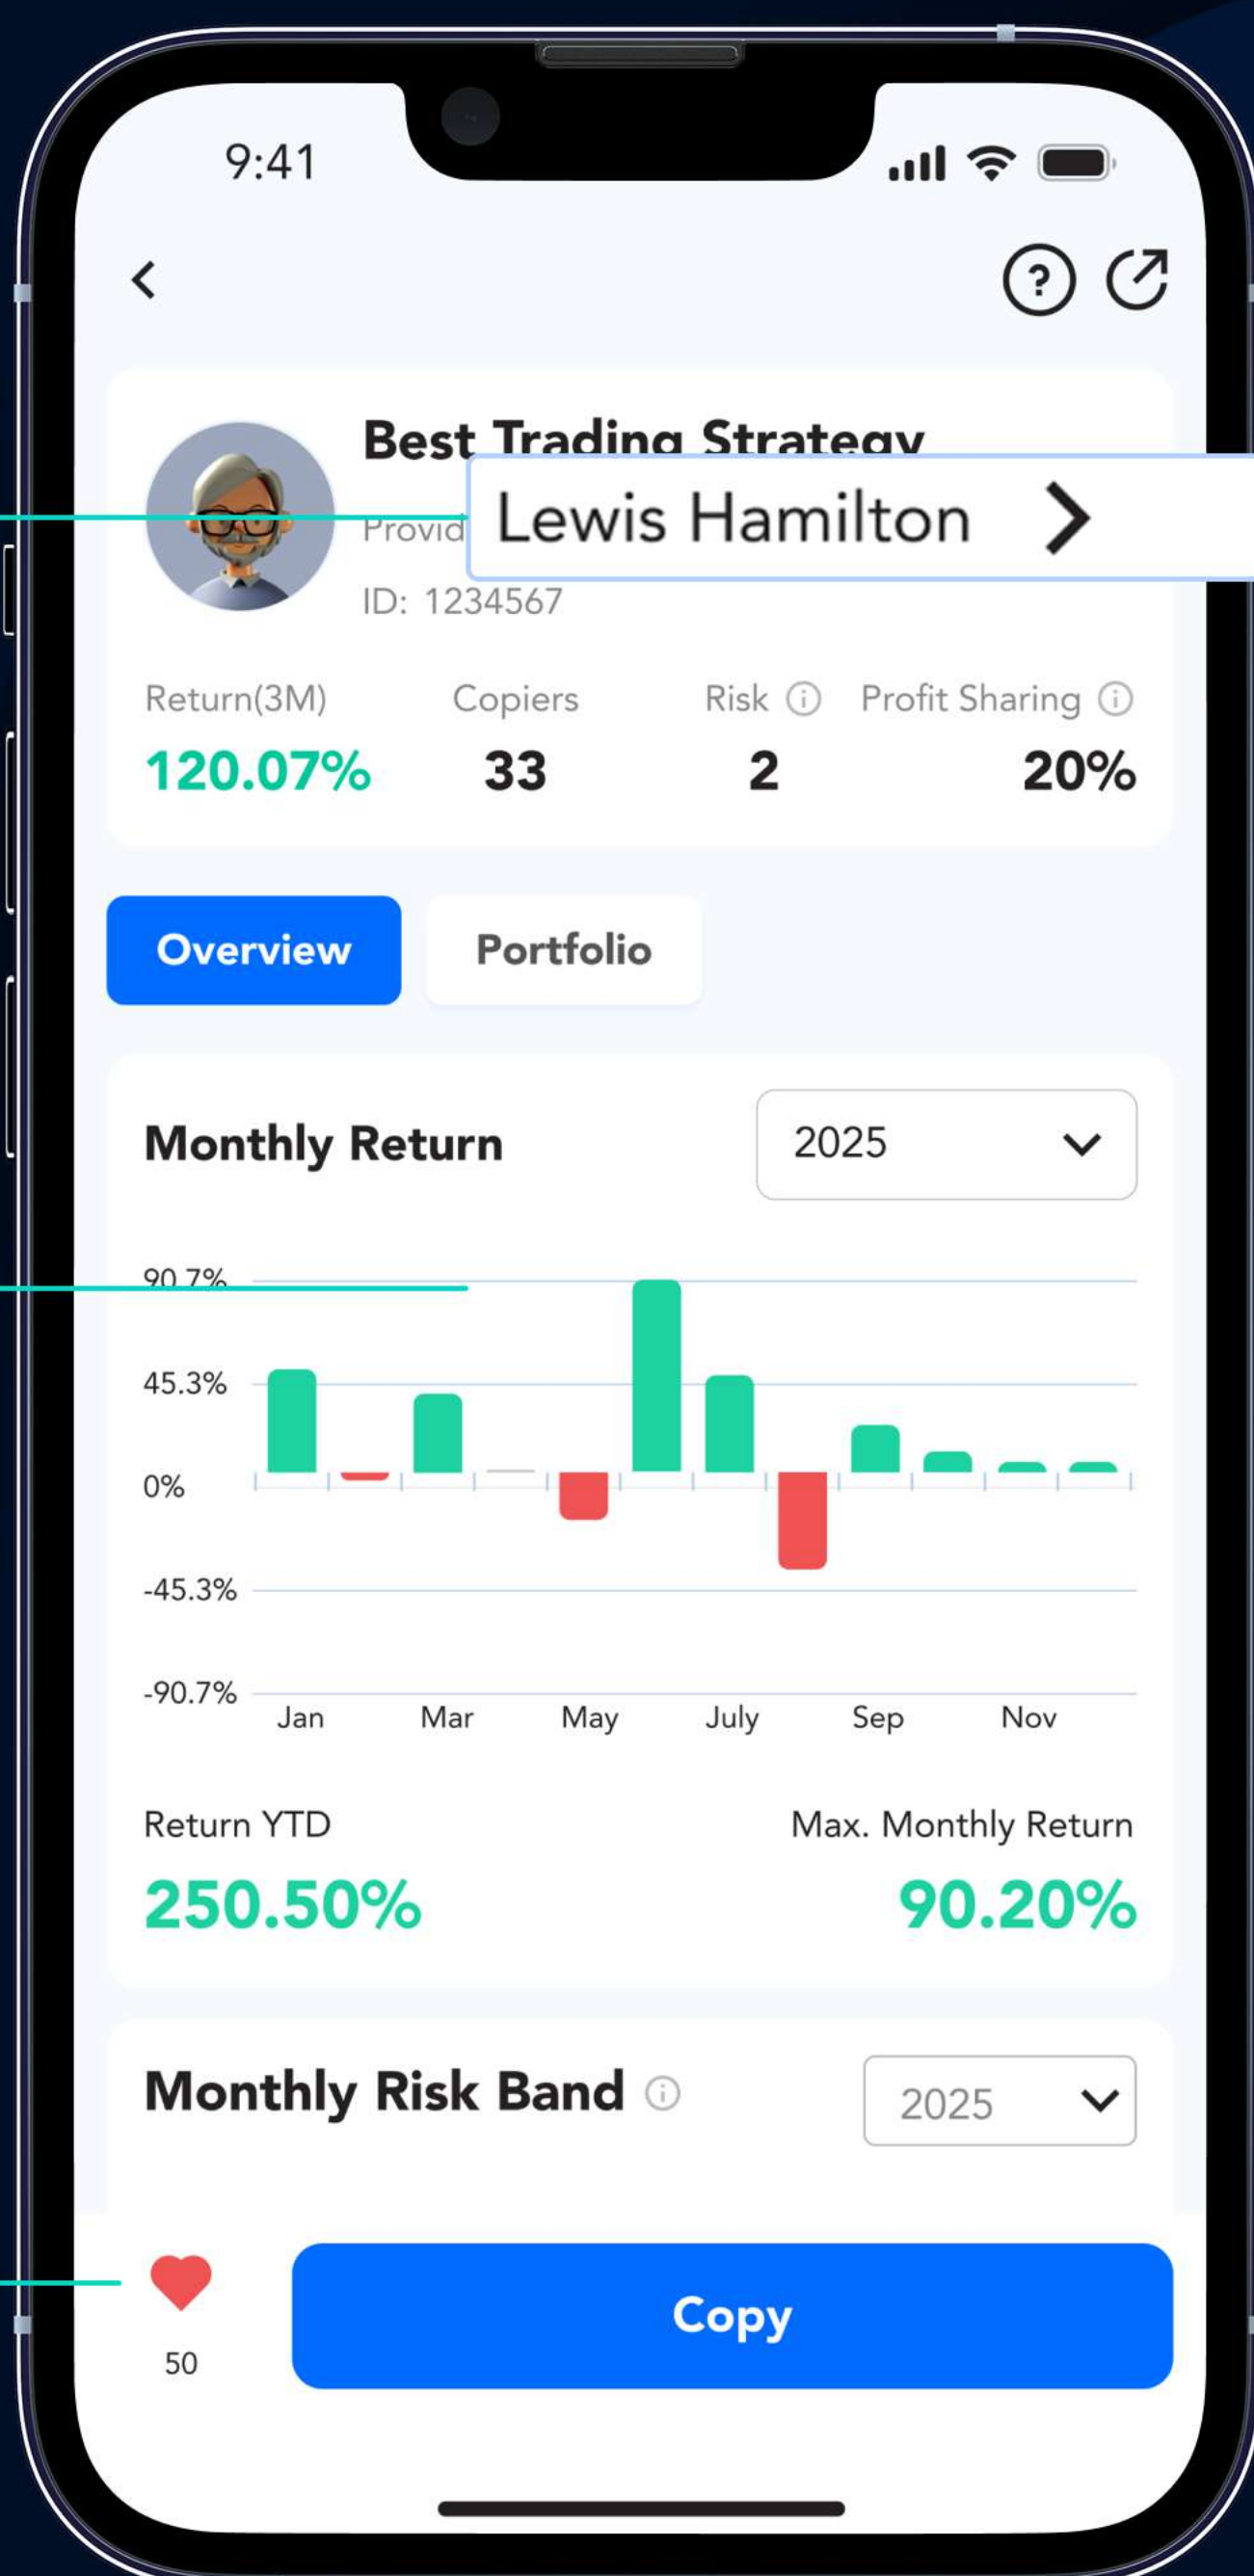 9:41
?
Best Trading Strategy
Lewis Hamilton
ID: 1234567
Return(3M) Copiers Risk Profit Sharing
120.07% 33 2 20%
Overview Portfolio
Monthly Return 2025
90.7%
45.3%
0%
-45.3%
-90.7%
Jan Mar May July Sep Nov
Return YTD Max. Monthly Return
250.50% 90.20%
Monthly Risk Band 2025
Copy
50